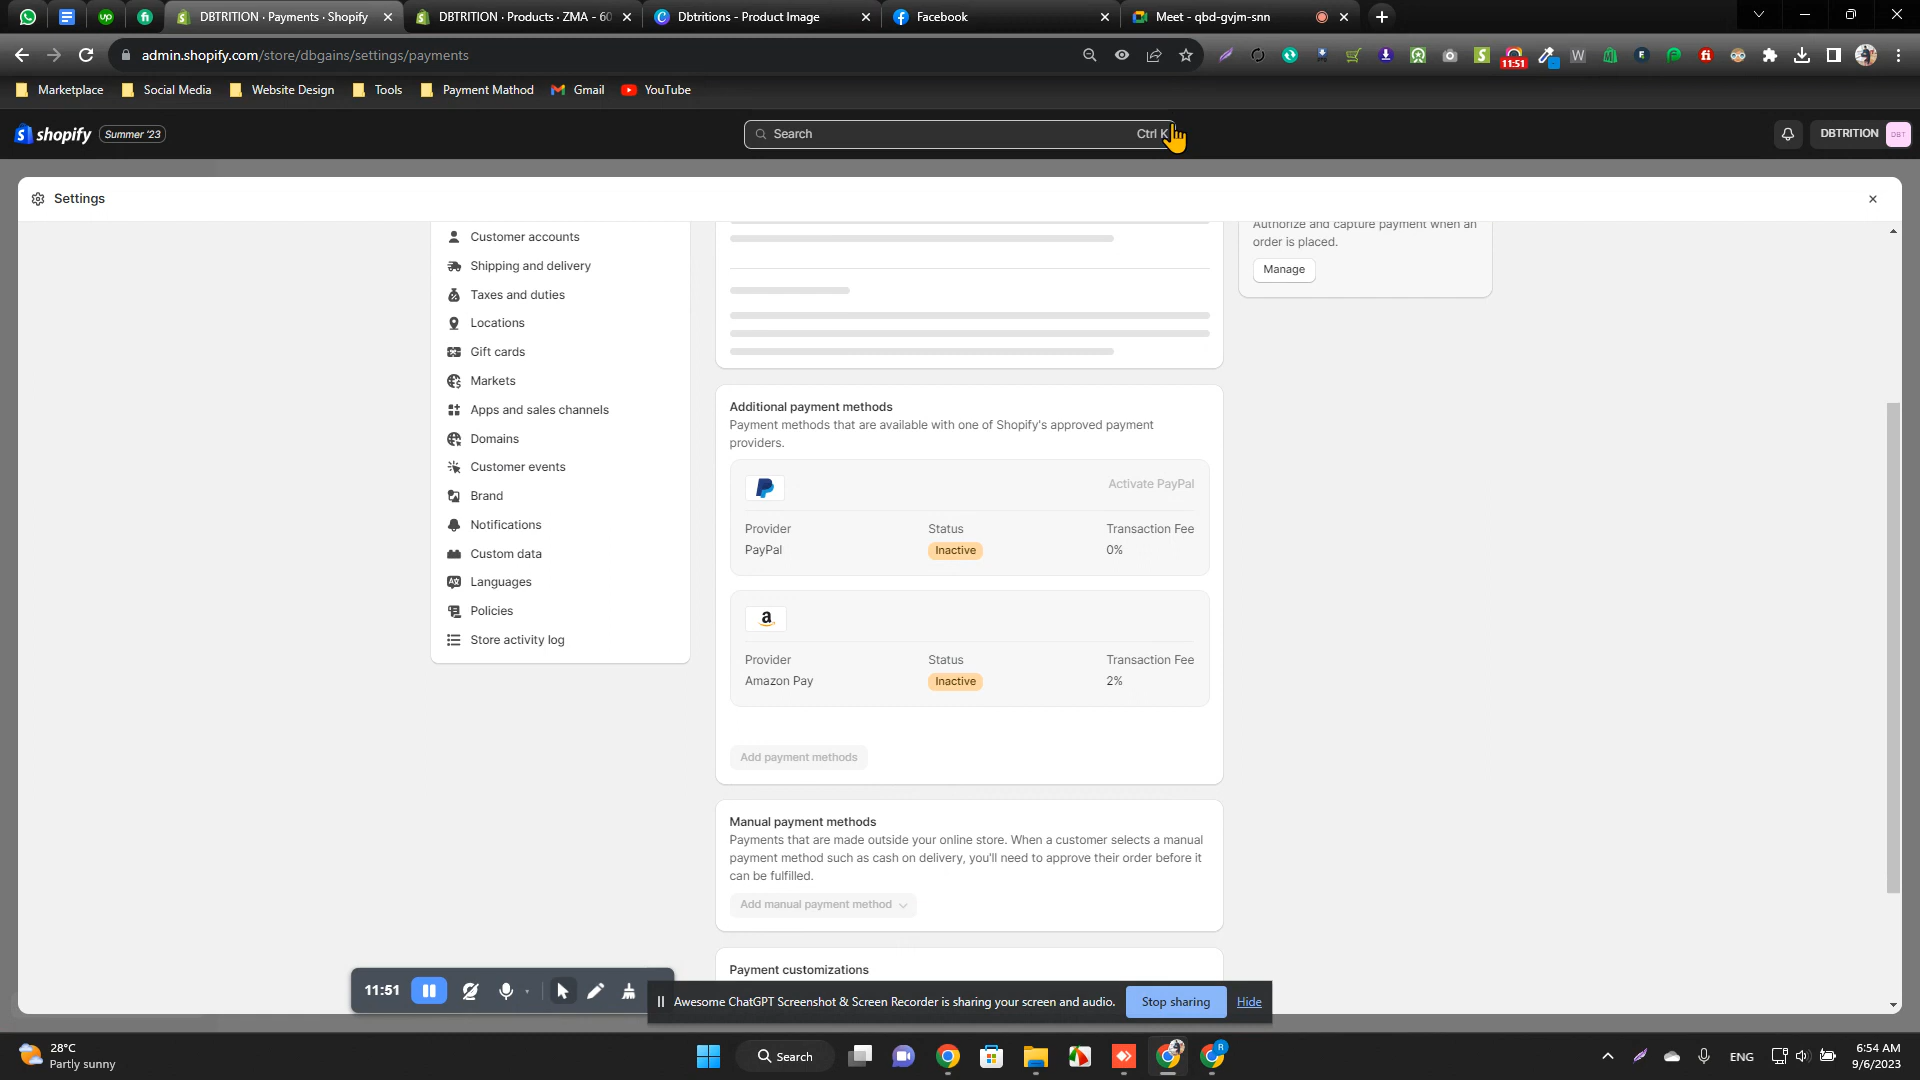 DBTRITION · Payments · Shopify
DBTRITION · Products · ZMA - 60
Dbtritions - Product Image
Facebook
Meet - qbd-gvjm-snn
admin.shopify.com/store/dbgains/settings/payments
11:51
Marketplace
Social Media
Website Design
Tools
Payment Mathod
Gmail
YouTube
shopify
Summer '23
Search
Ctrl K
DBTRITION
DBT
Settings
Customer accounts
Shipping and delivery
Taxes and duties
Locations
Gift cards
Markets
Apps and sales channels
Domains
Customer events
Brand
Notifications
Custom data
Languages
Policies
Store activity log
Authorize and capture payment when an
order is placed.
Manage
Additional payment methods
Payment methods that are available with one of Shopify's approved payment
providers.
Activate PayPal
Provider Status Transaction Fee
PayPal Inactive 0%
Provider Status Transaction Fee
Amazon Pay Inactive 2%
Add payment methods
Manual payment methods
Payments that are made outside your online store. When a customer selects a manual
payment method such as cash on delivery, you'll need to approve their order before it
can be fulfilled.
Add manual payment method
Payment customizations
11:51
Awesome ChatGPT Screenshot & Screen Recorder is sharing your screen and audio.
Stop sharing
Hide
28°C
Partly sunny
Search
ENG
6:54 AM
9/6/2023